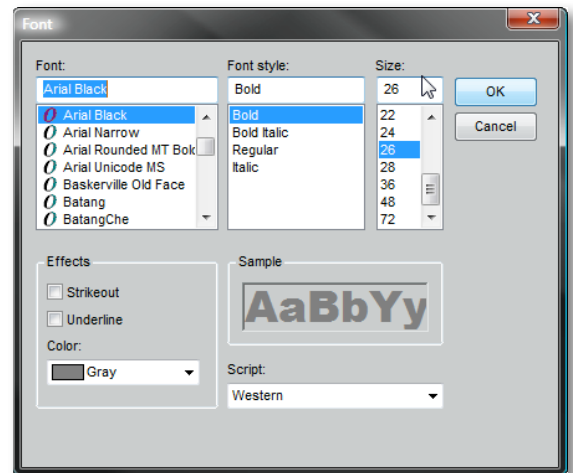 Font
Font:
Font style:
Size:
Arial Black
Bold
26
OK
Cancel
Arial Black
Arial Narrow
Arial Rounded MT Bol
Arial Unicode MS
Baskerville Old Face
Batang
BatangChe
Bold
Bold Italic
Regular
Italic
22
24
26
28
36
48
72
Effects
Strikeout
Underline
Color:
Gray
Sample
AaBbYy
Script:
Western